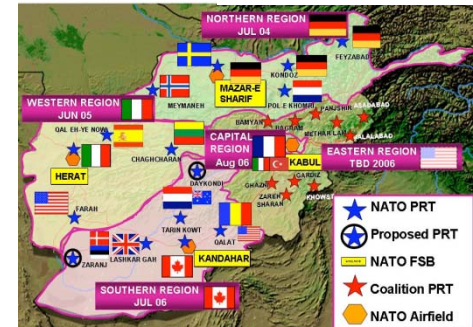 NORTHERN REGION
JUL 04
FEYZABAD
MAZAR-E
SHARIF
KONDOZ
MEYMANEH
POL-E KHOMRI
WESTERN REGION
JUN 05
PANJSHIR
ASADABAD
BAMYAN
BAGRAM
MIHTAR LAM
JALALABAD
QAL EH-YE NOW
CAPITAL
REGION
Aug 06
KABUL
EASTERN REGION
TBD 2006
CHAGHCHARAN
HERAT
DAYKONDI
GHAZNI
GARDIZ
ZAREH
SHARAN
KHOWST
FARAH
TARIN KOWT
QALAT
ZARANJ
LASHKAR GAH
KANDAHAR
SOUTHERN REGION
JUL 06
NATO PRT
Proposed PRT
NATO FSB
Coalition PRT
NATO Airfield